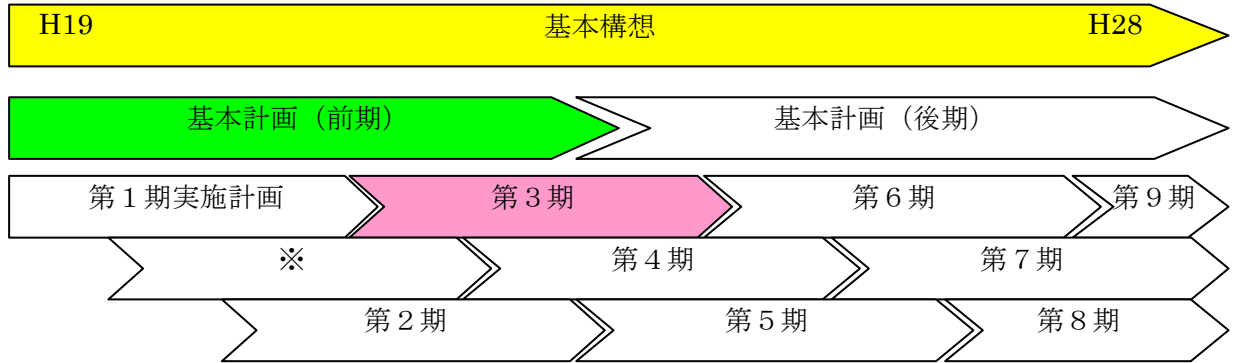 H19 基本構想 H28
基本計画（前期） 基本計画（後期）
第１期実施計画 第３期 第６期 第９期
※ 第４期 第７期
第２期 第５期 第８期